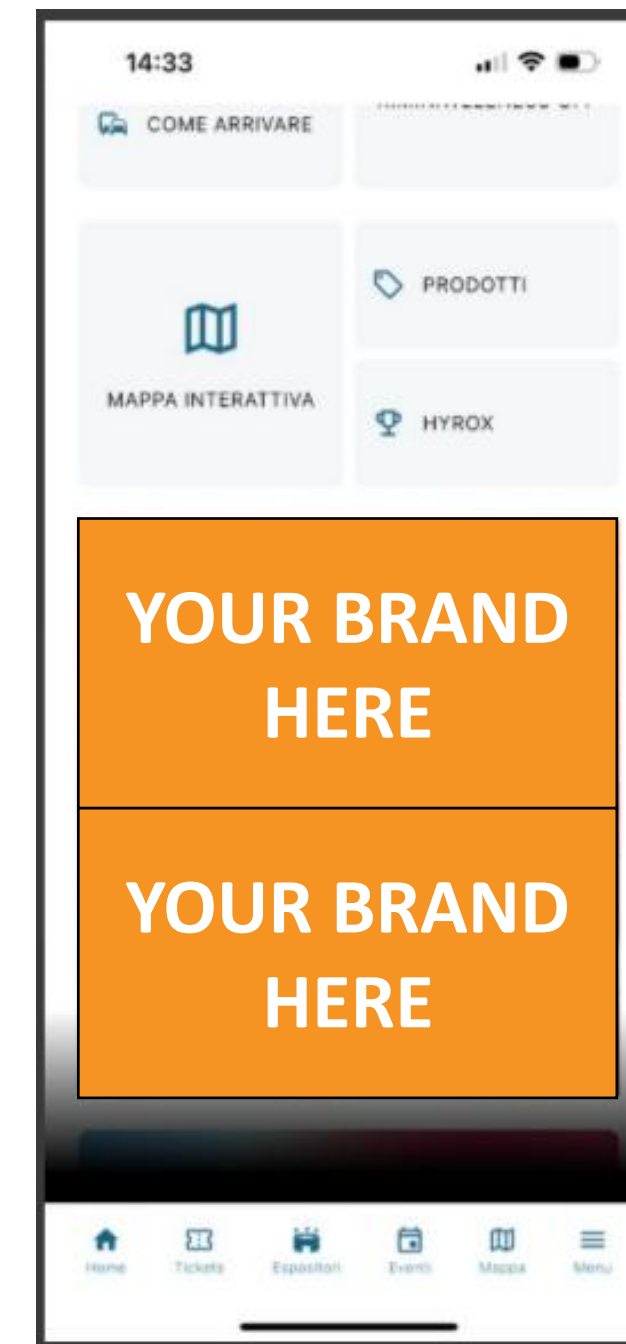 14:33
COME ARRIVARE
PRODOTTI
MAPPA INTERATTIVA
HYROX
YOUR BRAND
HERE
YOUR BRAND
HERE
Home Tickets Espositori Eventi Mappa Menu